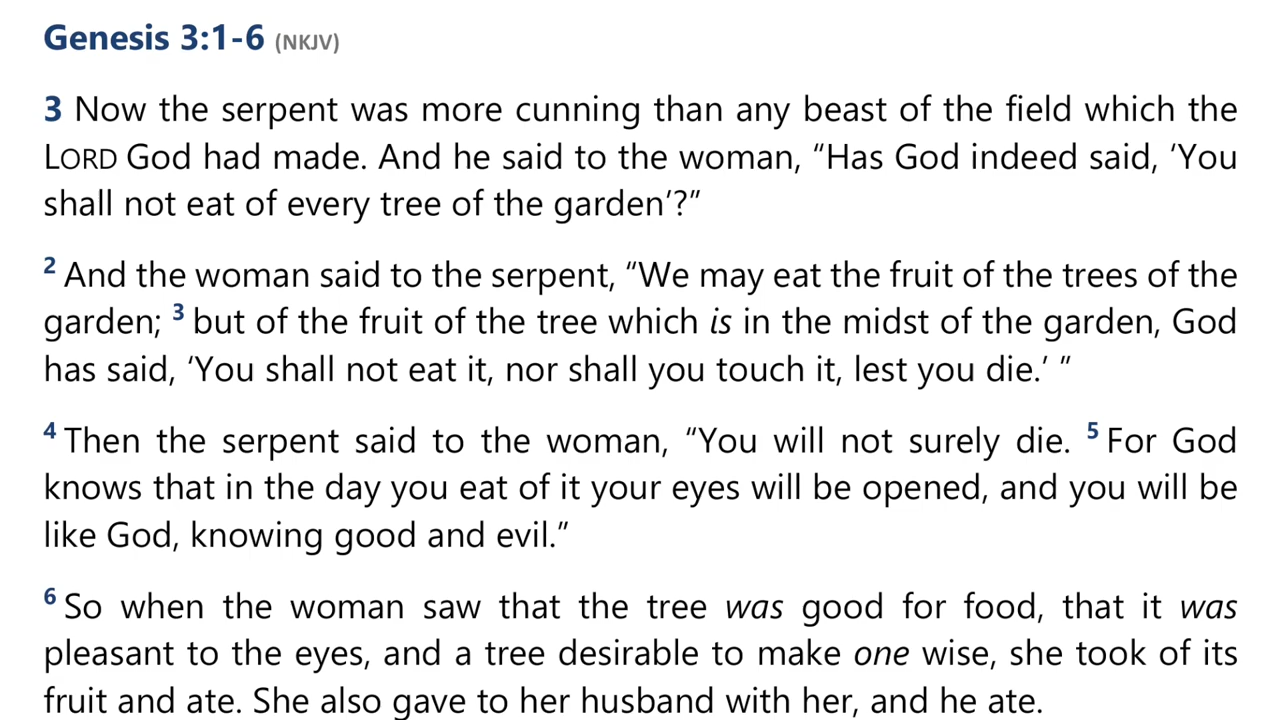 Genesis 3:1-6 (NKJV)
3 Now the serpent was more cunning than any beast of the field which the
LORD God had made. And he said to the woman, “Has God indeed said, ‘You
shall not eat of every tree of the garden’?”
2 And the woman said to the serpent, “We may eat the fruit of the trees of the
garden; 3 but of the fruit of the tree which is in the midst of the garden, God
has said, ‘You shall not eat it, nor shall you touch it, lest you die.’ ”
4 Then the serpent said to the woman, “You will not surely die. 5 For God
knows that in the day you eat of it your eyes will be opened, and you will be
like God, knowing good and evil.”
6 So when the woman saw that the tree was good for food, that it was
pleasant to the eyes, and a tree desirable to make one wise, she took of its
fruit and ate. She also gave to her husband with her, and he ate.